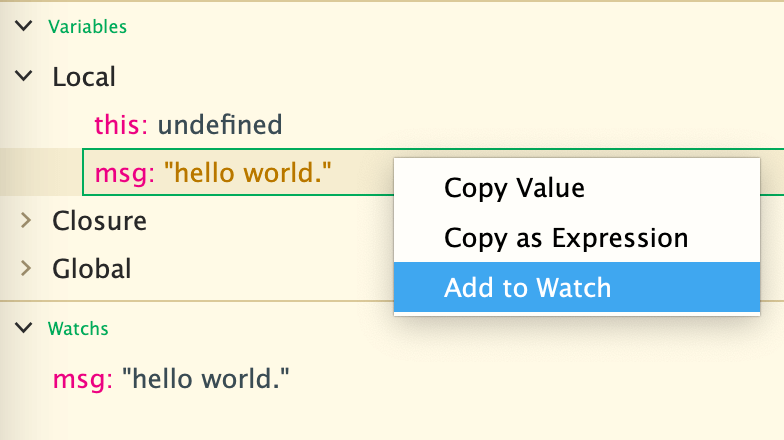 Variables
Local
this: undefined
msg: "hello world."
Copy Value
Closure
Copy as Expression
Global
Add to Watch
Watchs
msg: "hello world."